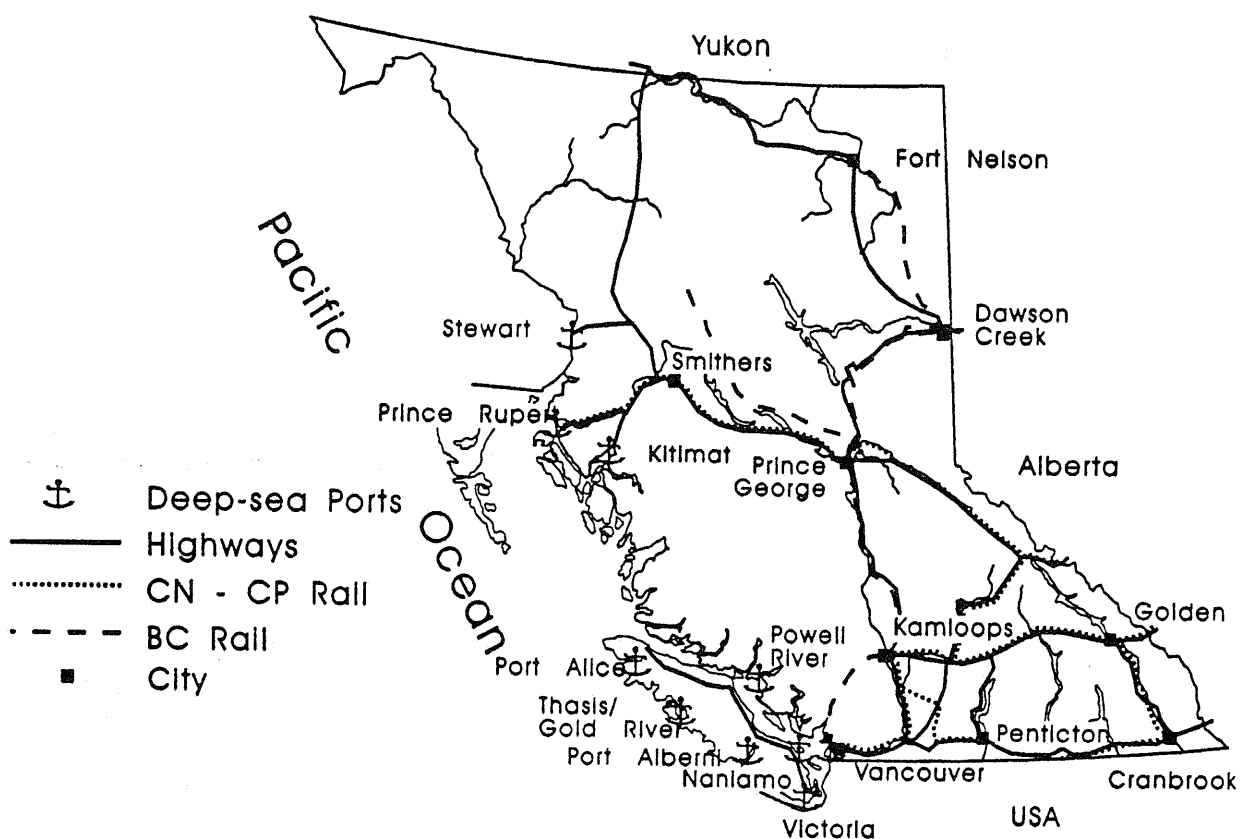 Yukon
Fort Nelson
Pacific
Stewart
Dawson
Creek
Smithers
Prince Rupert
Kitimat
Prince
George
Alberta
Deep-sea Ports
Ocean
Highways
CN - CP Rail
BC Rail
City
Golden
Kamloops
Powell
River
Port Alice
Thasis/
Gold River
Port Alberni
Naniamo
Penticton
Vancouver
Cranbrook
USA
Victoria